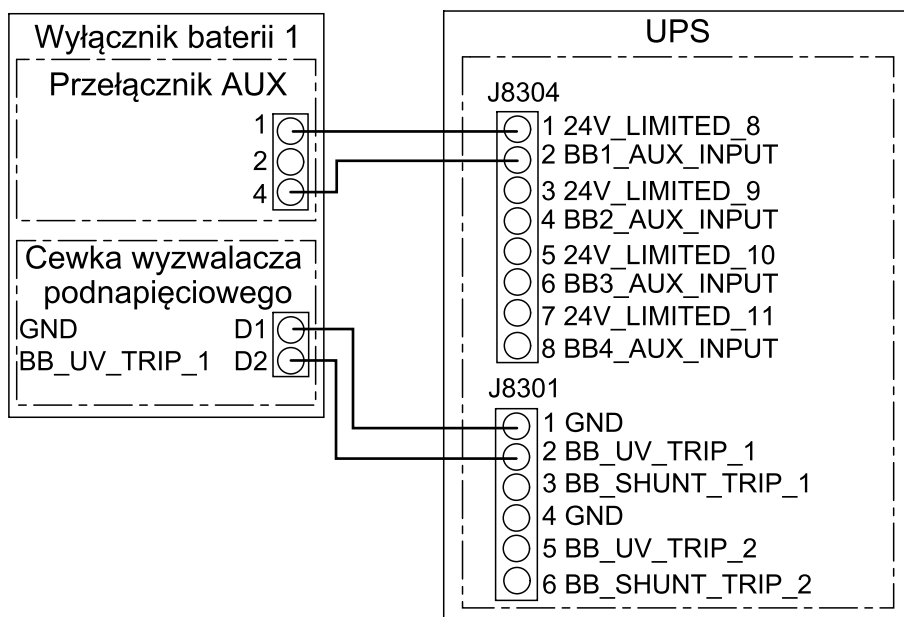 Wyłącznik baterii 1
Przełącznik AUX
1
2
4
Cewka wyzwalacza
podnapięciowego
GND D1
BB_UV_TRIP_1 D2
UPS
J8304
1 24V_LIMITED_8
2 BB1_AUX_INPUT
3 24V_LIMITED_9
4 BB2_AUX_INPUT
5 24V_LIMITED_10
6 BB3_AUX_INPUT
7 24V_LIMITED_11
8 BB4_AUX_INPUT
J8301
1 GND
2 BB_UV_TRIP_1
3 BB_SHUNT_TRIP_1
4 GND
5 BB_UV_TRIP_2
6 BB_SHUNT_TRIP_2